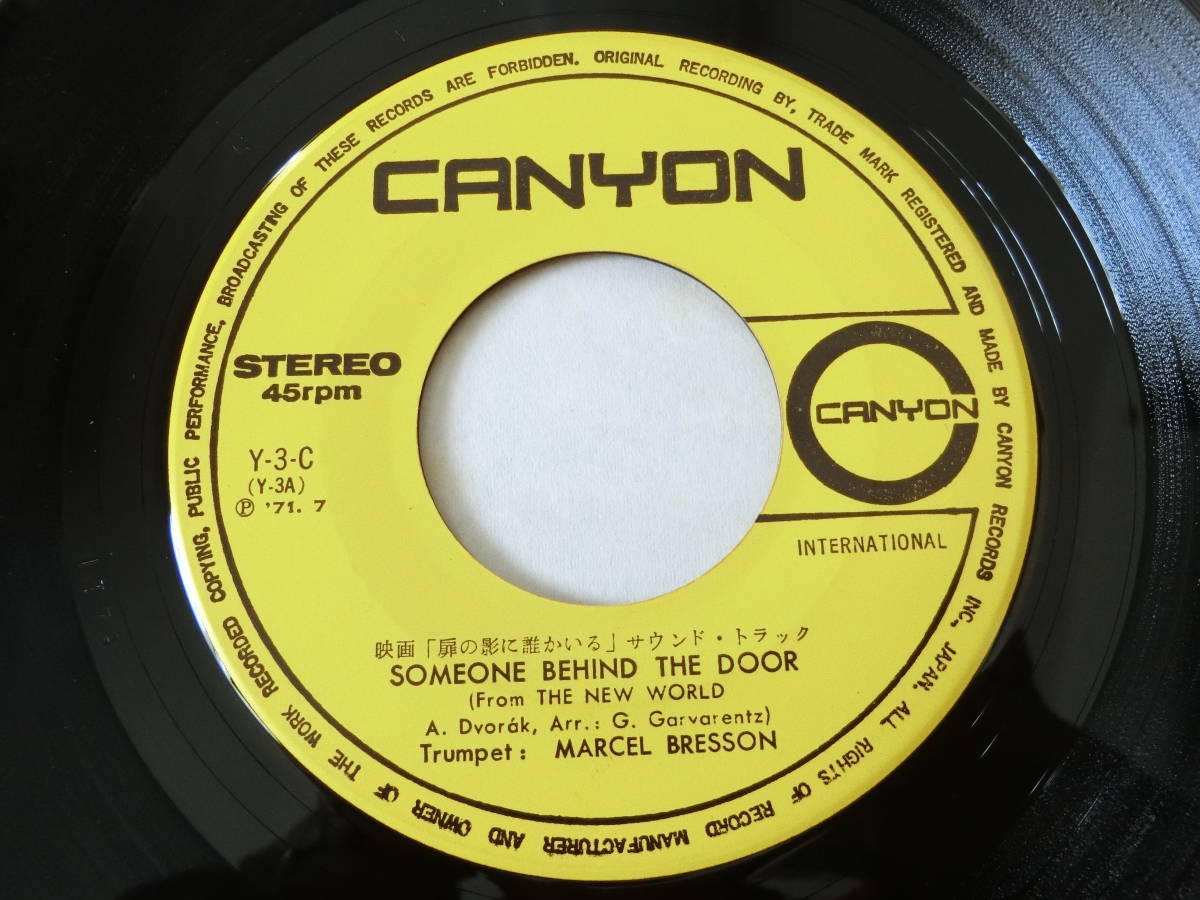 RECORDED COPYING, PUBLIC PERFORMANCE, BROADCASTING OF THESE RECORDS ARE FORBIDDEN. ORIGINAL RECORDING BY, TRADE MARK REGISTERED AND MADE BY CANYON RECORDS INC., JAPAN. ALL RIGHTS OF RECORD MANUFACTURER AND OWNER OF THE WORK
CANYON
STEREO
45rpm
CANYON
Y-3-C
(Y-3A)
Ⓟ '71. 7
INTERNATIONAL
映画「扉の影に誰かいる」サウンド・トラック
SOMEONE BEHIND THE DOOR
(From THE NEW WORLD
A. Dvorák, Arr.: G. Garvarentz)
Trumpet: MARCEL BRESSON